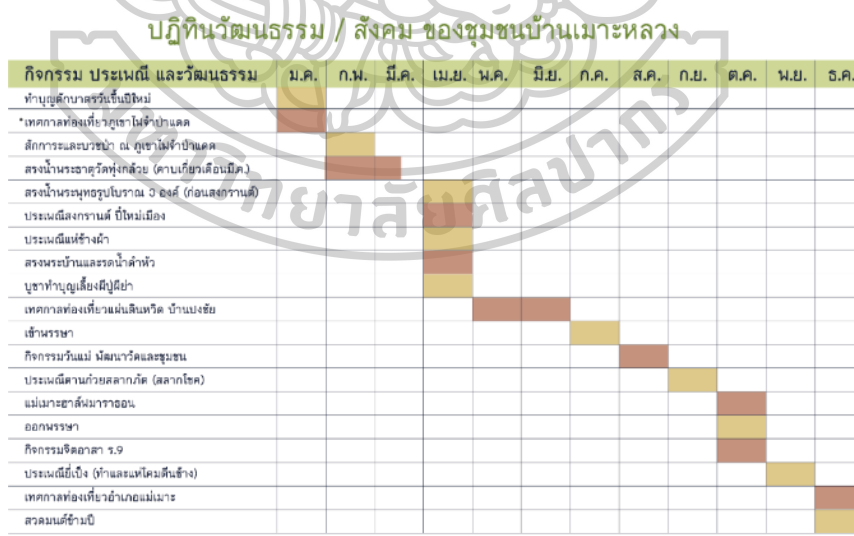 ปฏิทินวัฒนธรรม / สังคม ของชุมชนบ้านเมาะหลวง
กิจกรรม ประเพณี และวัฒนธรรม ม.ค. ก.พ. มี.ค. เม.ย. พ.ค. มิ.ย. ก.ค. ส.ค. ก.ย. ต.ค. พ.ย. ธ.ค.
ทำบุญตักบาตรวันขึ้นปีใหม่
*เทศกาลท่องเที่ยวภูเขาไฟจำป่าแดด
สักการะและบวชป่า ณ ภูเขาไฟจำป่าแดด
สรงน้ำพระธาตุวัดทุ่งกล้วย (คาบเกี่ยวเดือนมี.ค.)
สรงน้ำพระพุทธรูปโบราณ 3 องค์ (ก่อนสงกรานต์)
ประเพณีสงกรานต์ ปี๋ใหม่เมือง
ประเพณีแห่ช้างผ้า
สรงพระบ้านและรดน้ำดำหัว
บูชาทำบุญเลี้ยงผีปู่ผีย่า
เทศกาลท่องเที่ยวแผ่นดินหวีด บ้านปงชัย
เข้าพรรษา
กิจกรรมวันแม่ พัฒนาวัดและชุมชน
ประเพณีตานก๋วยสลากภัต (สลากโชค)
แม่เมาะฮาล์ฟมาราธอน
ออกพรรษา
กิจกรรมจิตอาสา ร.9
ประเพณียี่เป็ง (ทำและแห่โคมตีนช้าง)
เทศกาลท่องเที่ยวอำเภอแม่เมาะ
สวดมนต์ข้ามปี
มหาวิทยาลัยศิลปากร